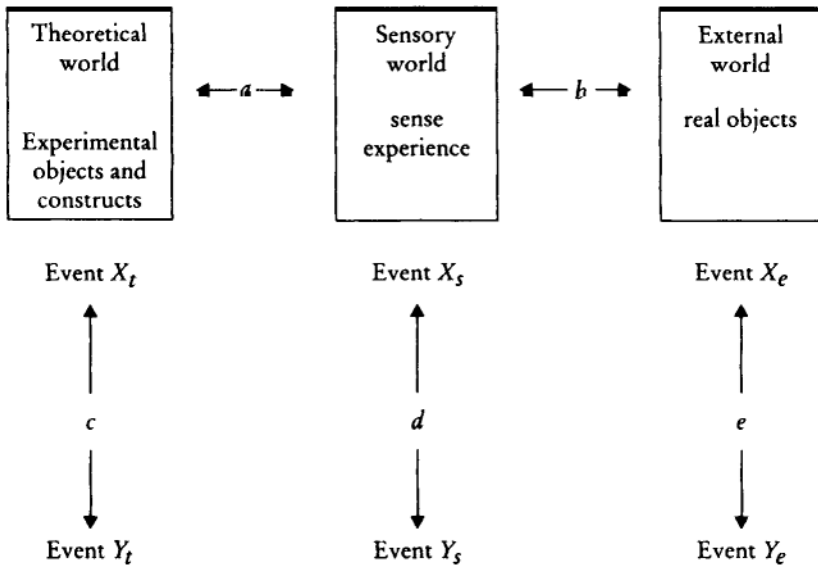 Theoretical
world
Experimental
objects and
constructs
a
Sensory
world
sense
experience
b
External
world
real objects
Event Xt
Event Xs
Event Xe
c
d
e
Event Yt
Event Ys
Event Ye